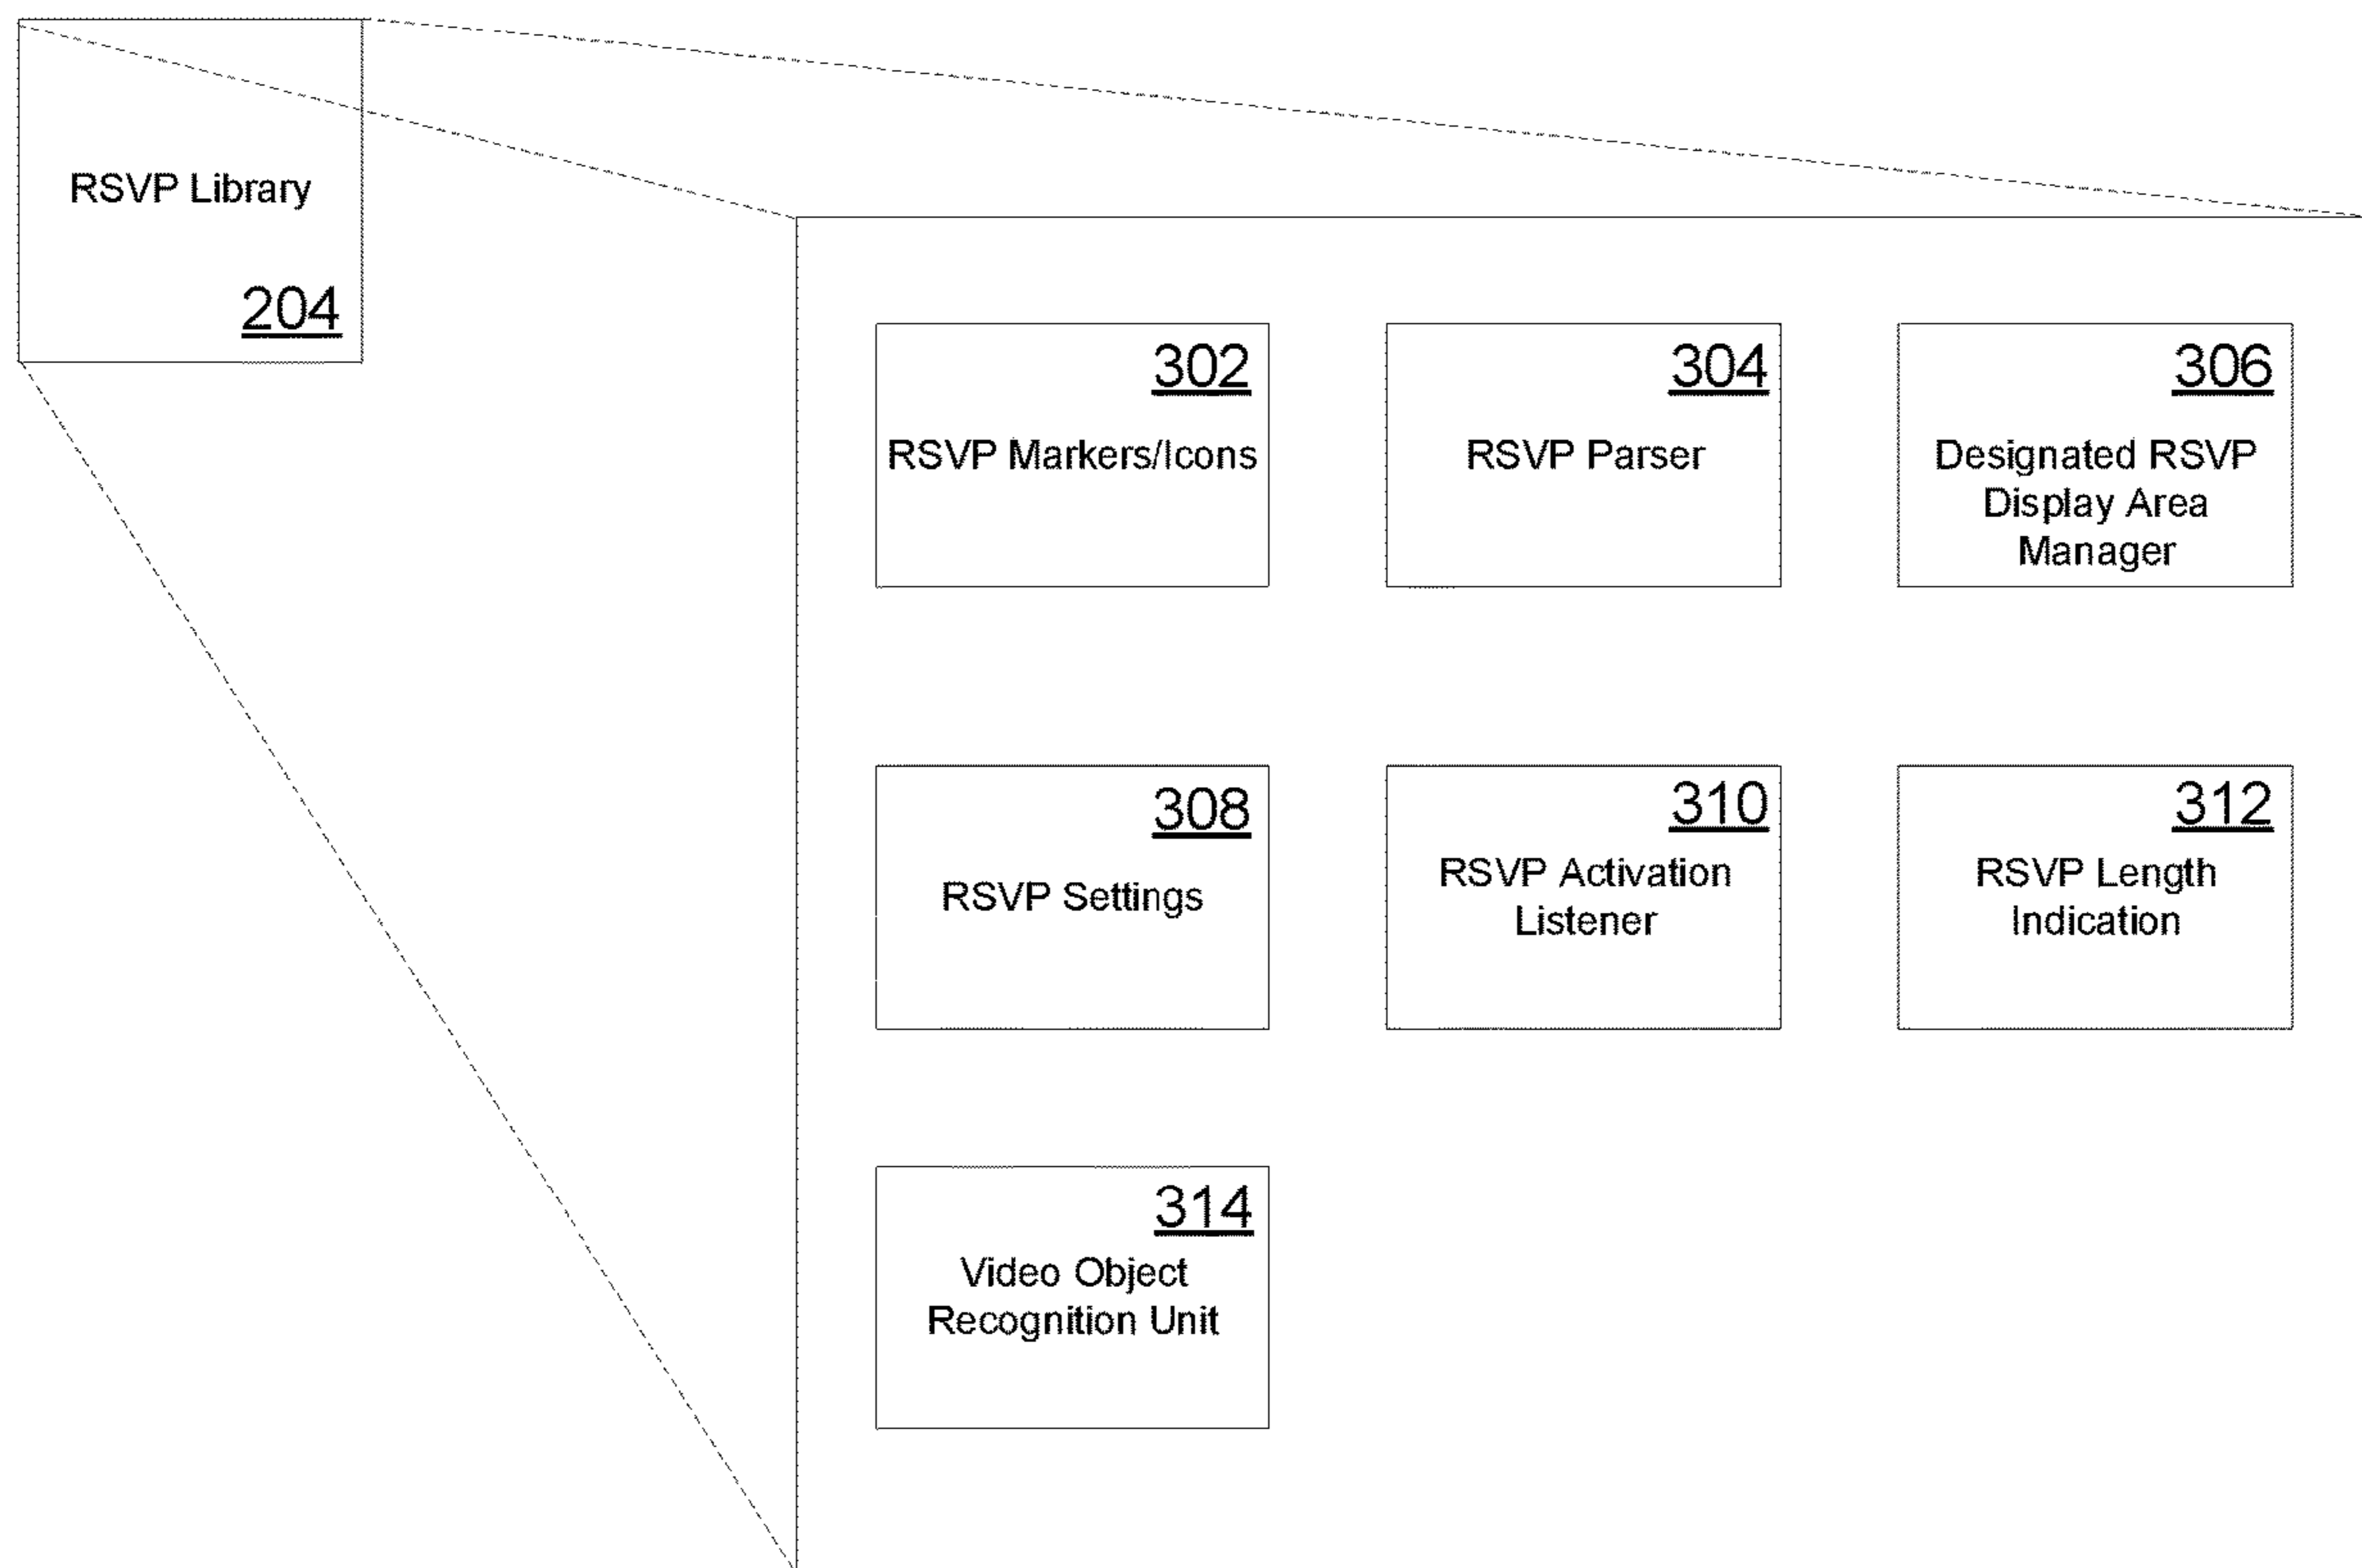 RSVP Library
204
302
RSVP Markers/Icons
304
RSVP Parser
306
Designated RSVP
Display Area
Manager
308
RSVP Settings
310
RSVP Activation
Listener
312
RSVP Length
Indication
314
Video Object
Recognition Unit